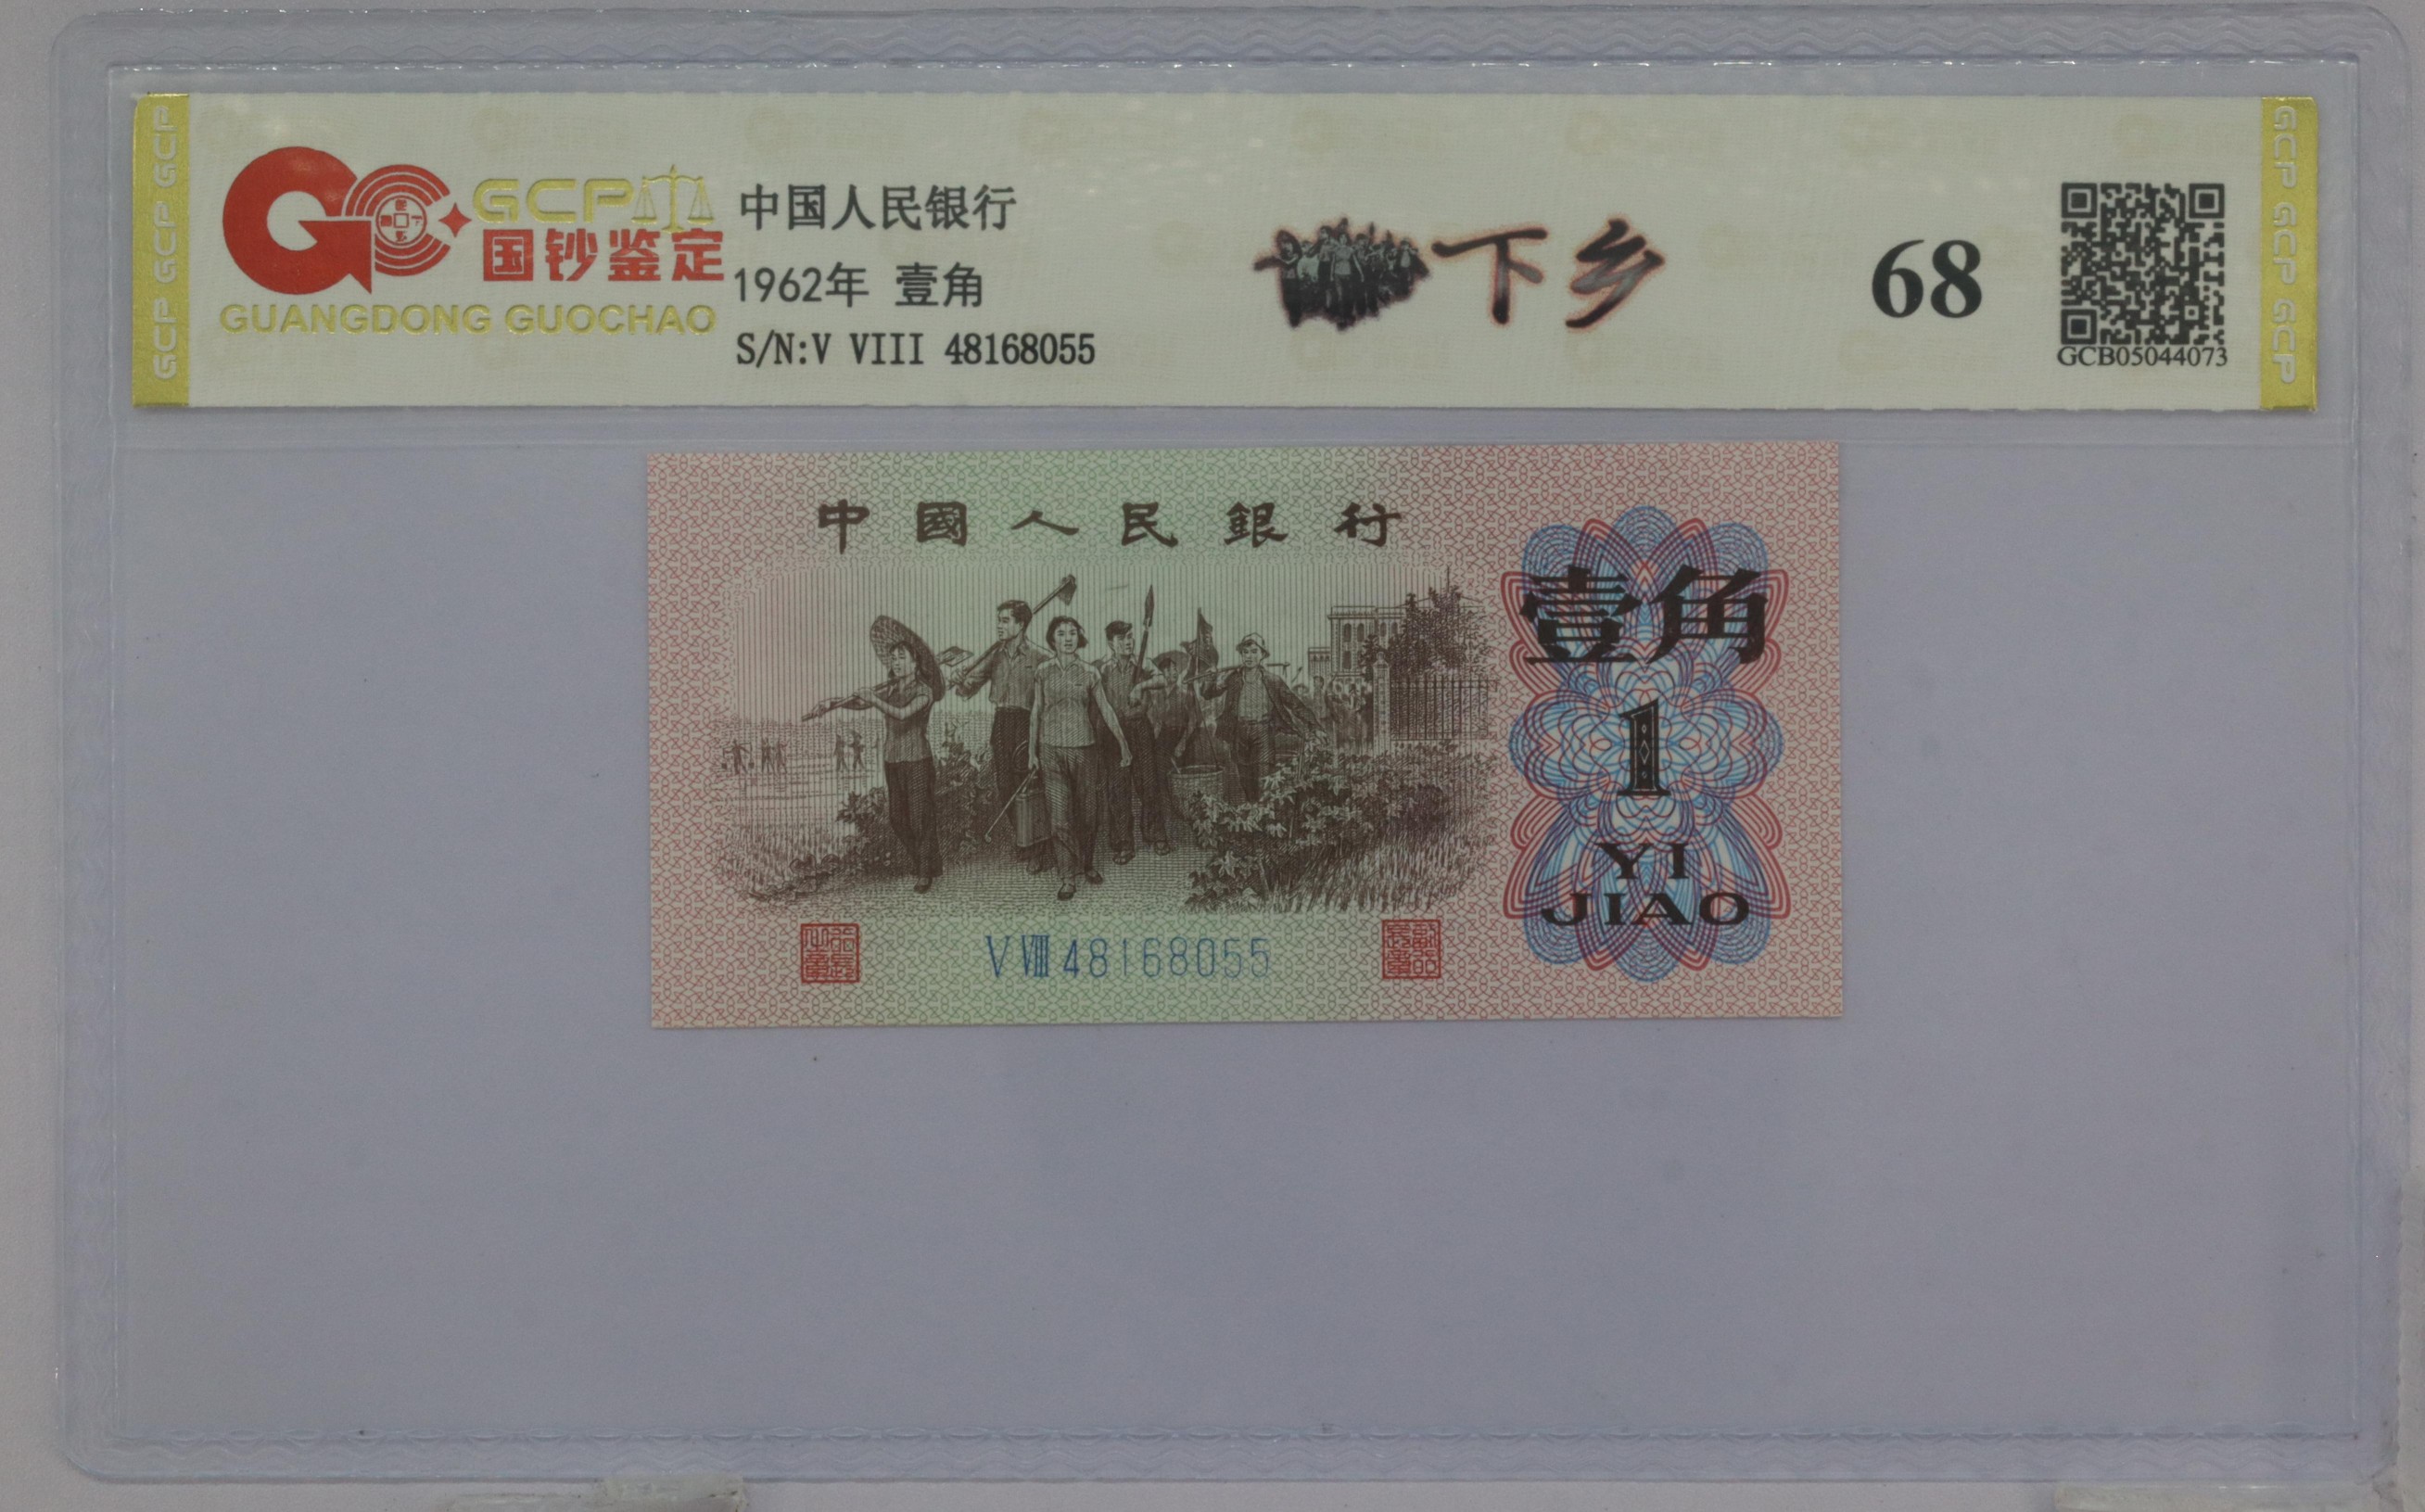 GCP GCP GCP
GCP
国钞鉴定
GUANGDONG GUOCHAO
中国人民银行
1962年 壹角
S/N:V VIII 48168055
下乡
68
GCB05044073
GCP GCP GCP
中國人民銀行
壹角
1
YI
JIAO
V VIII 48168055